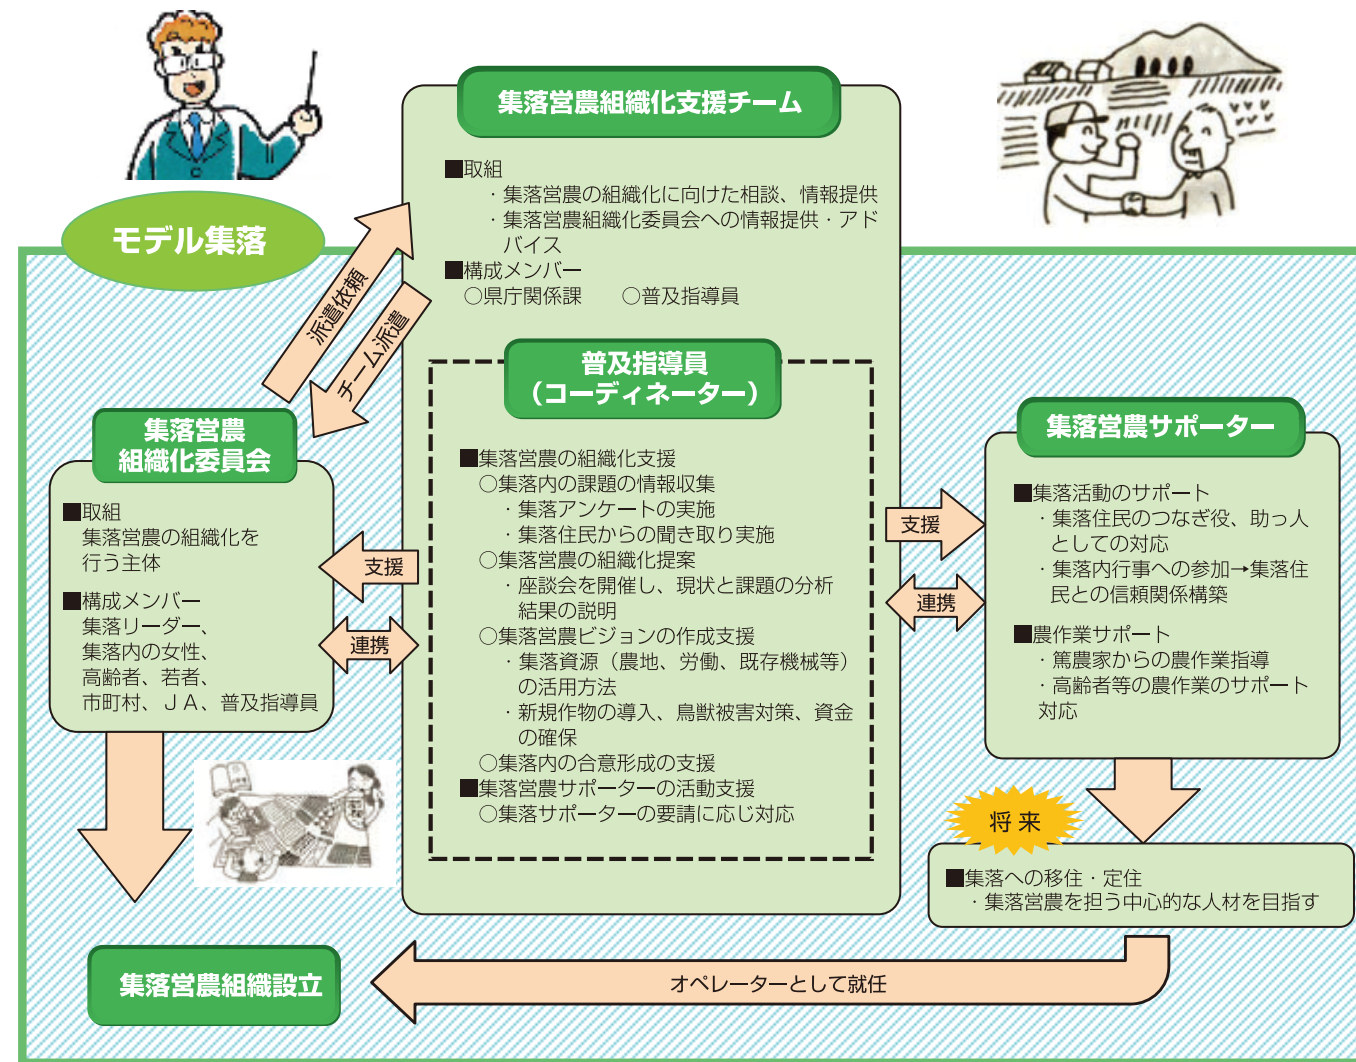 集落営農組織化支援チーム
■取組
・集落営農の組織化に向けた相談、情報提供
・集落営農組織化委員会への情報提供・アド
バイス
■構成メンバー
○県庁関係課　　○普及指導員
モデル集落
派遣依頼
チーム派遣
普及指導員
（コーディネーター）
■集落営農の組織化支援
○集落内の課題の情報収集
・集落アンケートの実施
・集落住民からの聞き取り実施
○集落営農の組織化提案
・座談会を開催し、現状と課題の分析
結果の説明
○集落営農ビジョンの作成支援
・集落資源（農地、労働、既存機械等）
の活用方法
・新規作物の導入、鳥獣被害対策、資金
の確保
○集落内の合意形成の支援
■集落営農サポーターの活動支援
○集落サポーターの要請に応じ対応
集落営農
組織化委員会
■取組
集落営農の組織化を
行う主体
■構成メンバー
集落リーダー、
集落内の女性、
高齢者、若者、
市町村、ＪＡ、普及指導員
支援
連携
支援
連携
集落営農サポーター
■集落活動のサポート
・集落住民のつなぎ役、助っ人
としての対応
・集落内行事への参加→集落住
民との信頼関係構築
■農作業サポート
・篤農家からの農作業指導
・高齢者等の農作業のサポート
対応
将来
■集落への移住・定住
・集落営農を担う中心的な人材を目指す
オペレーターとして就任
集落営農組織設立